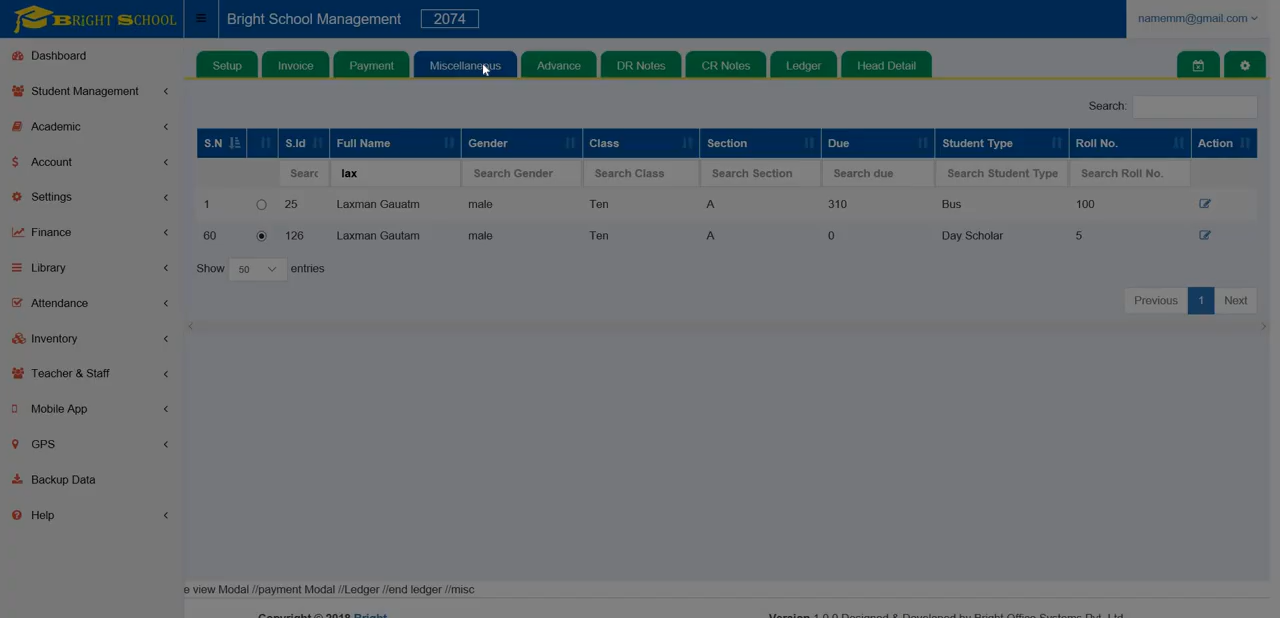 BRIGHT SCHOOL Bright School Management 2074 namemm@gmail.com
Dashboard
Student Management
Academic
Account
Settings
Finance
Library
Attendance
Inventory
Teacher & Staff
Mobile App
GPS
Backup Data
Help
Setup Invoice Payment Miscellaneous Advance DR Notes CR Notes Ledger Head Detail
Search:
S.N S.Id Full Name Gender Class Section Due Student Type Roll No. Action
Searc lax Search Gender Search Class Search Section Search due Search Student Type Search Roll No.
1 25 Laxman Gauatm male Ten A 310 Bus 100
60 126 Laxman Gautam male Ten A 0 Day Scholar 5
Show 50 entries
Previous 1 Next
e view Modal //payment Modal //Ledger //end ledger //misc
Copyright © 2018 Bright Version 1.0.0 Designed & Developed by Bright Office Systems Pvt. Ltd.